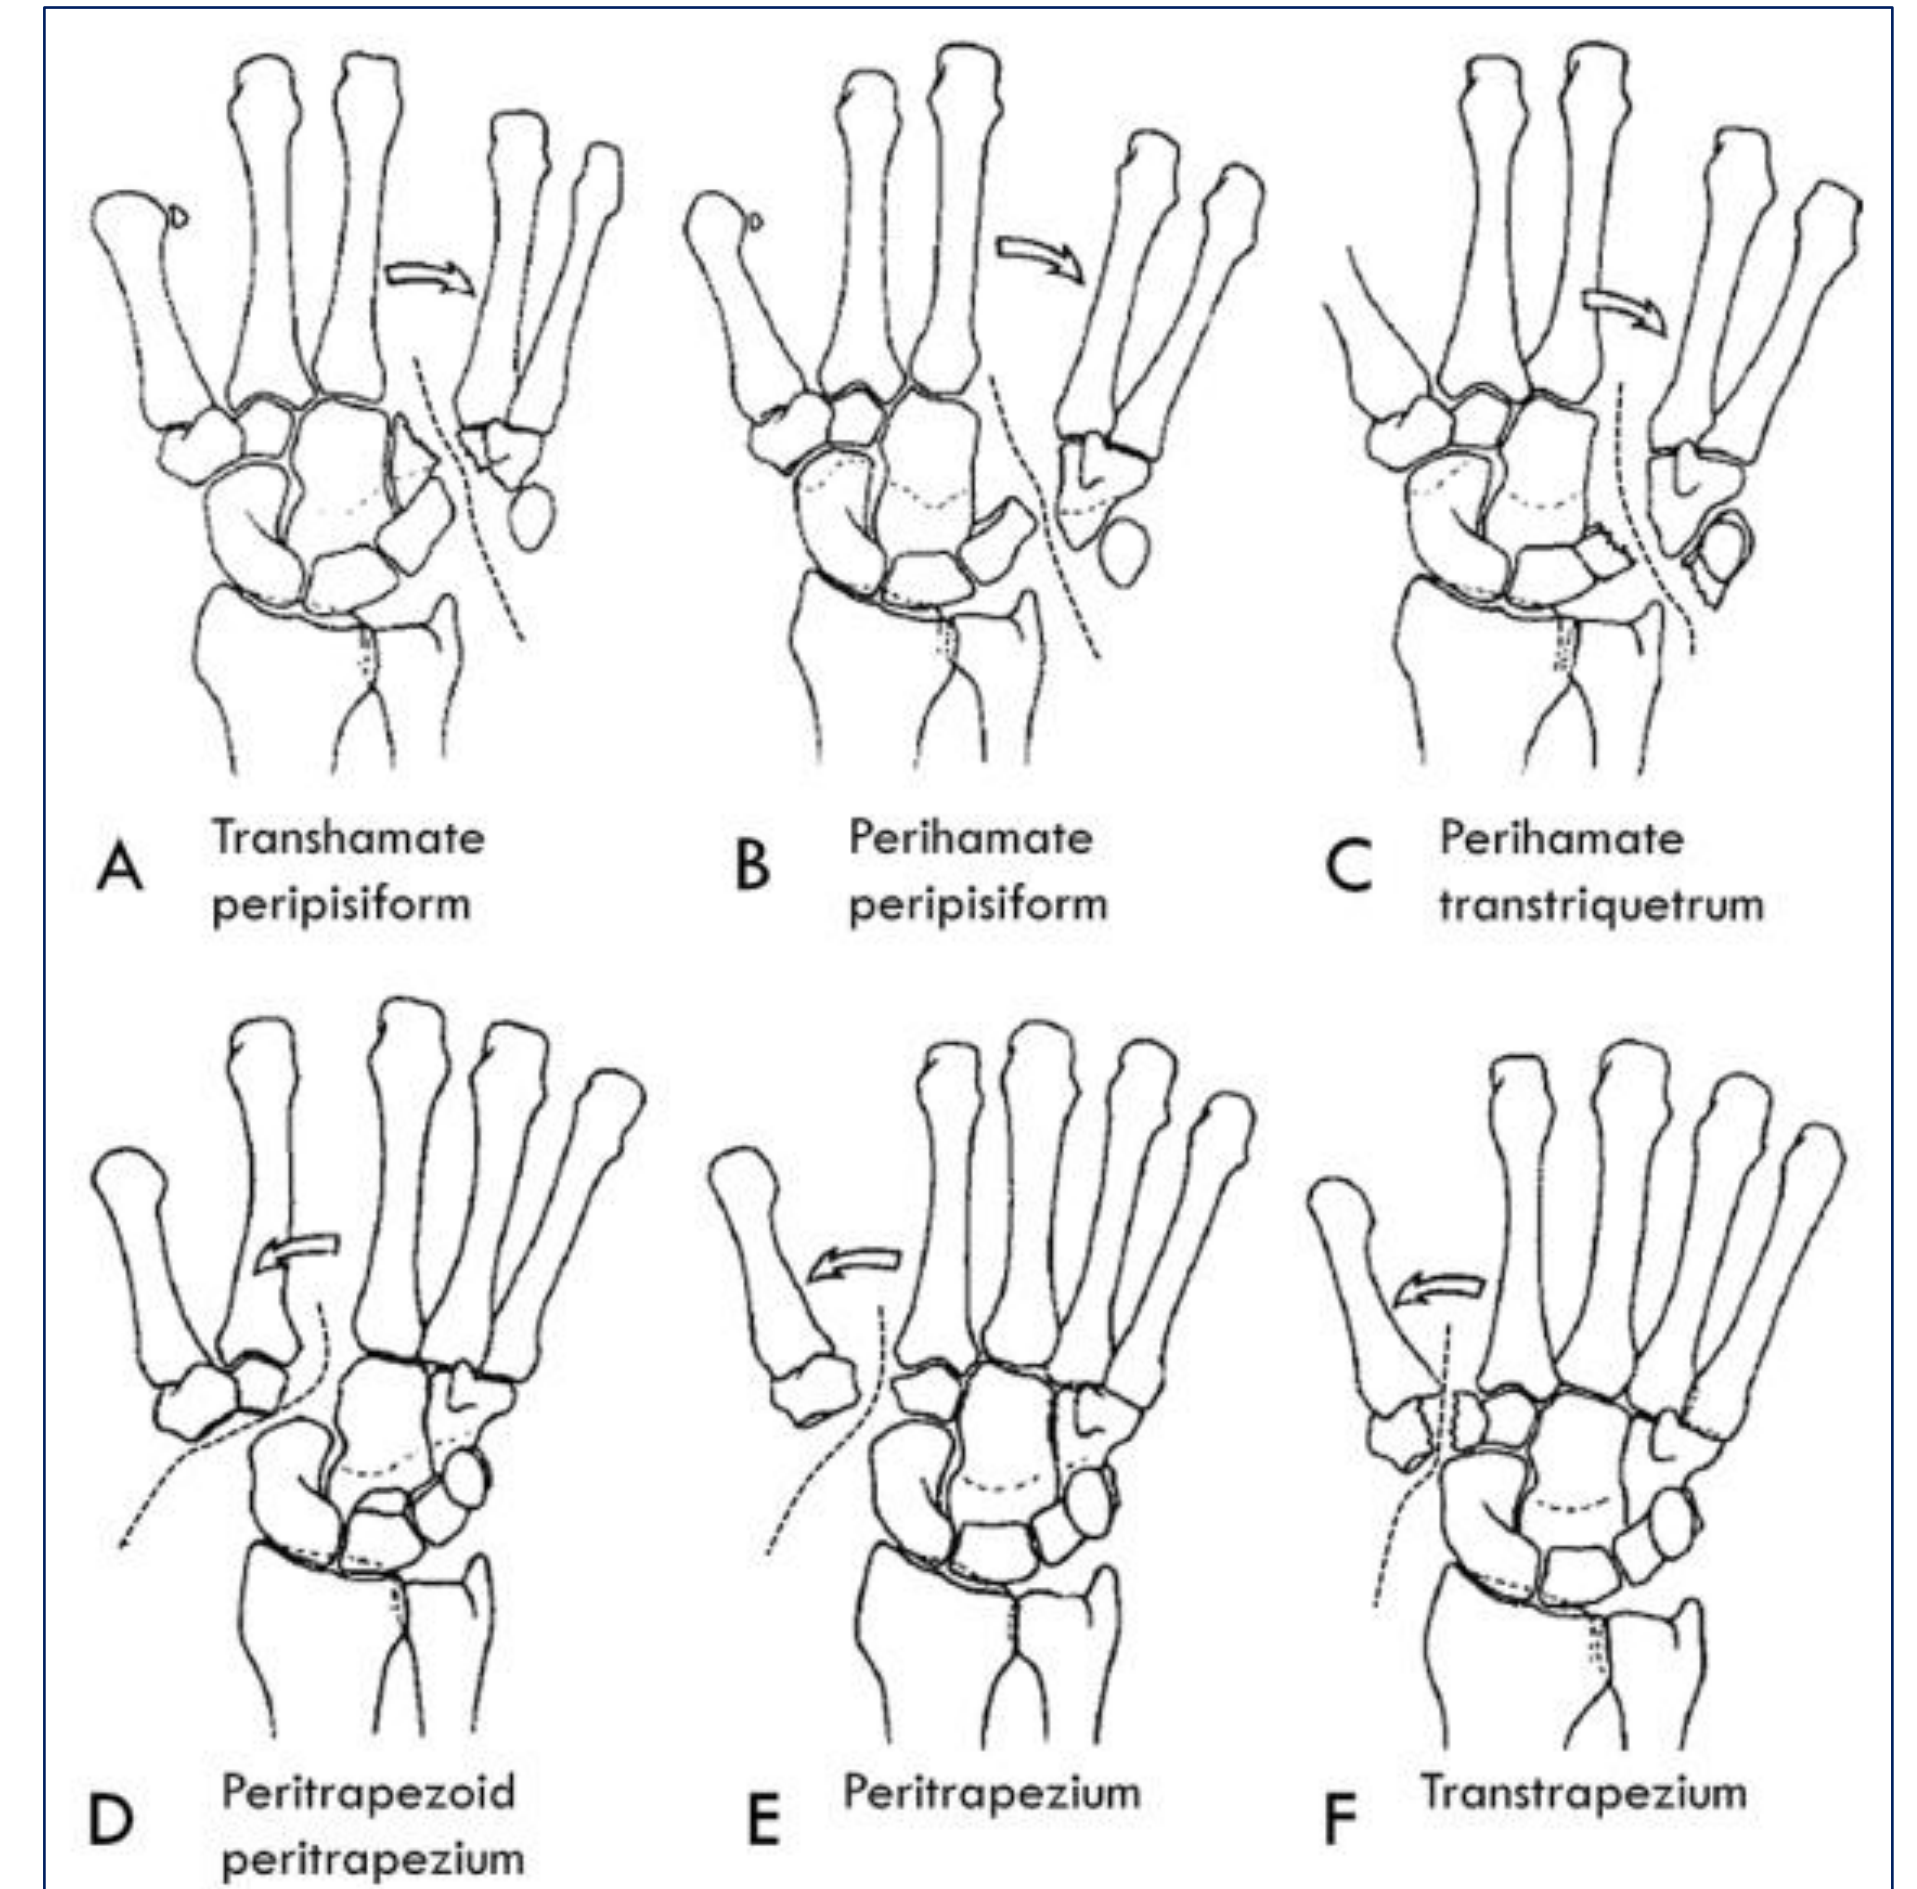 A Transhamate
peripisiform
B Perihamate
peripisiform
C Perihamate
transtriquetrum
D Peritrapezoid
peritrapezium
E Peritrapezium
F Transtrapezium